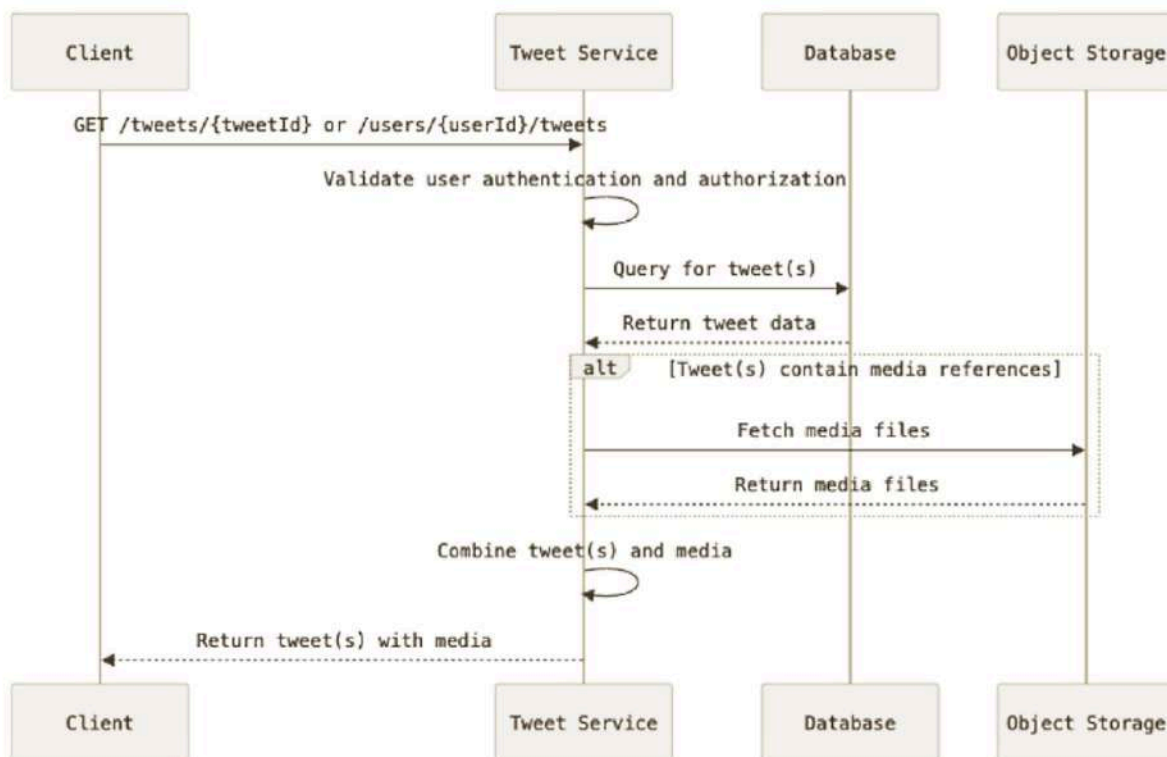 Client
Tweet Service
Database
Object Storage
GET /tweets/{tweetId} or /users/{userId}/tweets
Validate user authentication and authorization
Query for tweet(s)
Return tweet data
alt
[Tweet(s) contain media references]
Fetch media files
Return media files
Combine tweet(s) and media
Return tweet(s) with media
Client
Tweet Service
Database
Object Storage